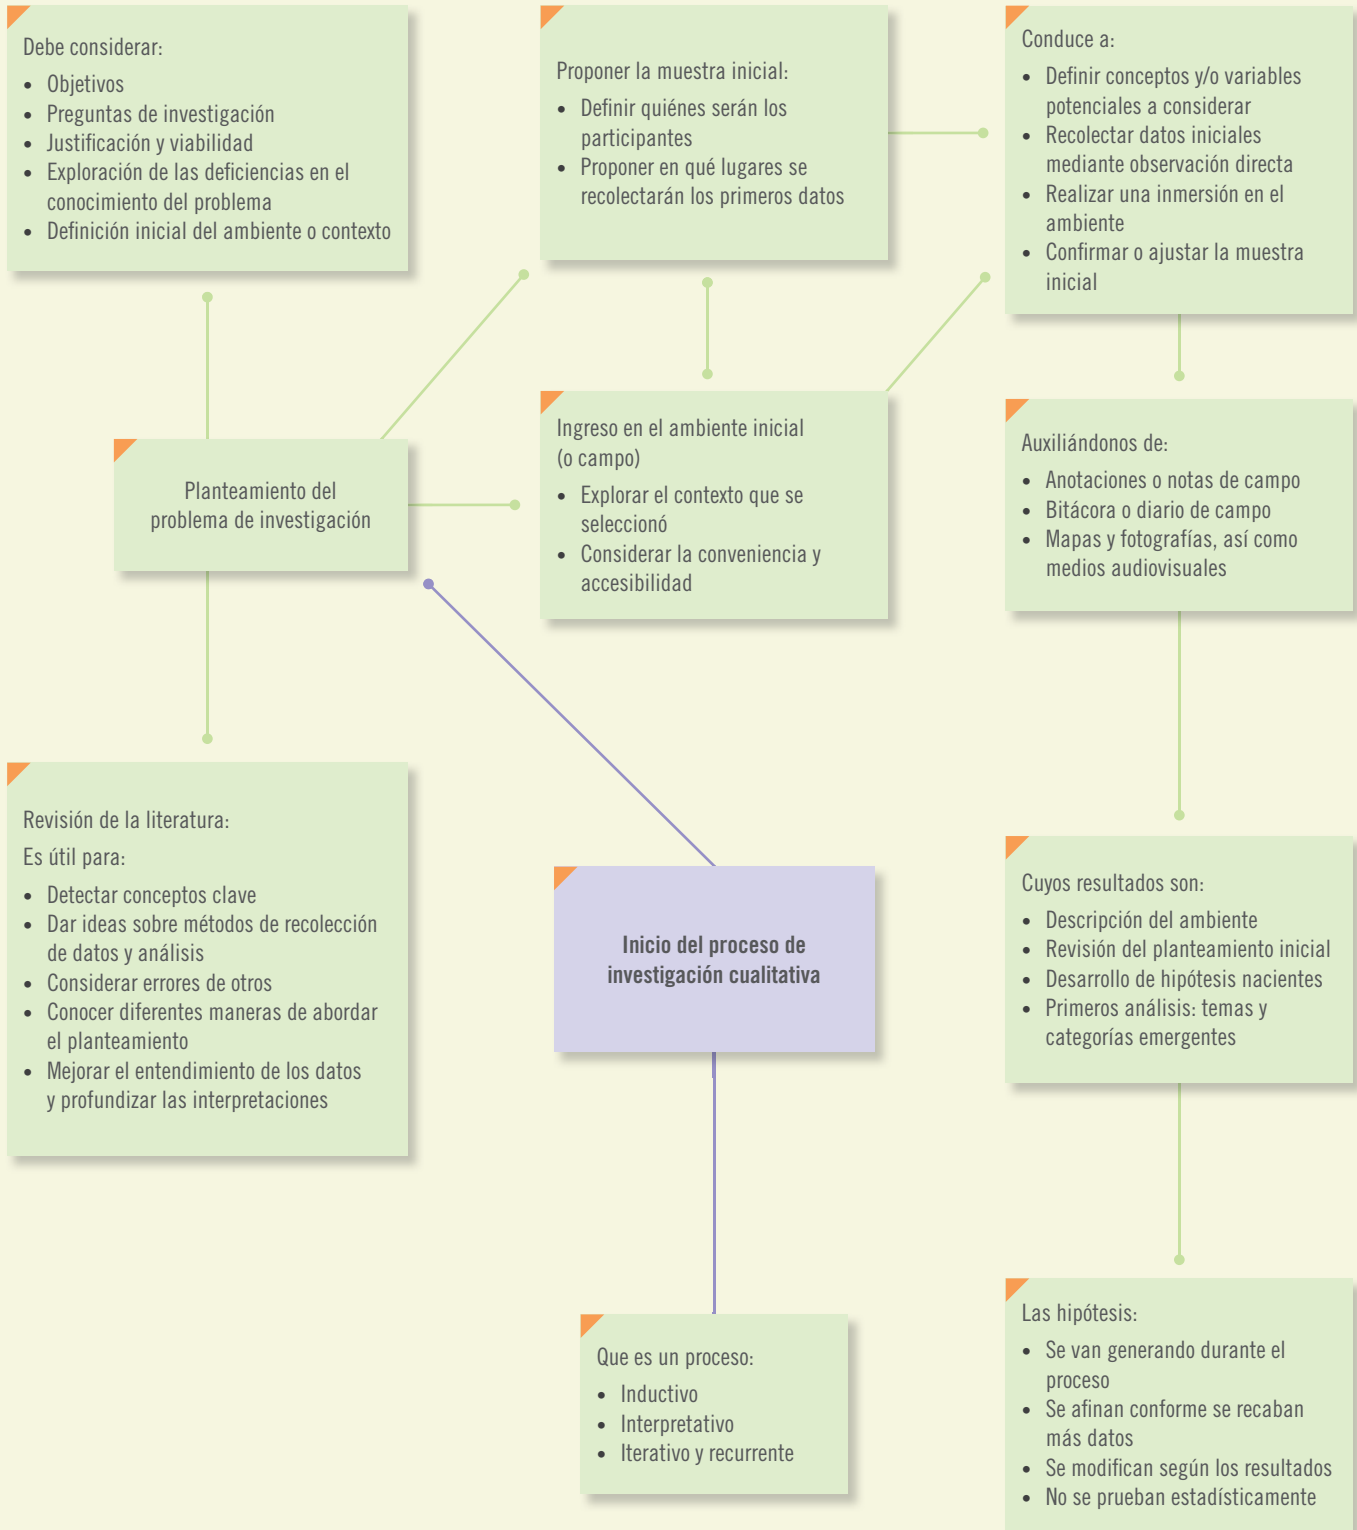 Debe considerar:
• Objetivos
• Preguntas de investigación
• Justificación y viabilidad
• Exploración de las deficiencias en el
conocimiento del problema
• Definición inicial del ambiente o contexto
Proponer la muestra inicial:
• Definir quiénes serán los
participantes
• Proponer en qué lugares se
recolectarán los primeros datos
Conduce a:
• Definir conceptos y/o variables
potenciales a considerar
• Recolectar datos iniciales
mediante observación directa
• Realizar una inmersión en el
ambiente
• Confirmar o ajustar la muestra
inicial
Planteamiento del
problema de investigación
Ingreso en el ambiente inicial
(o campo)
• Explorar el contexto que se
seleccionó
• Considerar la conveniencia y
accesibilidad
Auxiliándonos de:
• Anotaciones o notas de campo
• Bitácora o diario de campo
• Mapas y fotografías, así como
medios audiovisuales
Revisión de la literatura:
Es útil para:
• Detectar conceptos clave
• Dar ideas sobre métodos de recolección
de datos y análisis
• Considerar errores de otros
• Conocer diferentes maneras de abordar
el planteamiento
• Mejorar el entendimiento de los datos
y profundizar las interpretaciones
Inicio del proceso de
investigación cualitativa
Cuyos resultados son:
• Descripción del ambiente
• Revisión del planteamiento inicial
• Desarrollo de hipótesis nacientes
• Primeros análisis: temas y
categorías emergentes
Que es un proceso:
• Inductivo
• Interpretativo
• Iterativo y recurrente
Las hipótesis:
• Se van generando durante el
proceso
• Se afinan conforme se recaban
más datos
• Se modifican según los resultados
• No se prueban estadísticamente